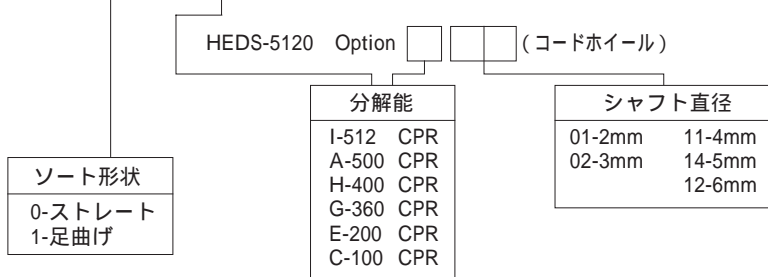 HEDS-5120 Option (コードホイール)
分解能
I-512 CPR
A-500 CPR
H-400 CPR
G-360 CPR
E-200 CPR
C-100 CPR
シャフト直径
01-2mm 11-4mm
02-3mm 14-5mm
12-6mm
ソート形状
0-ストレート
1-足曲げ